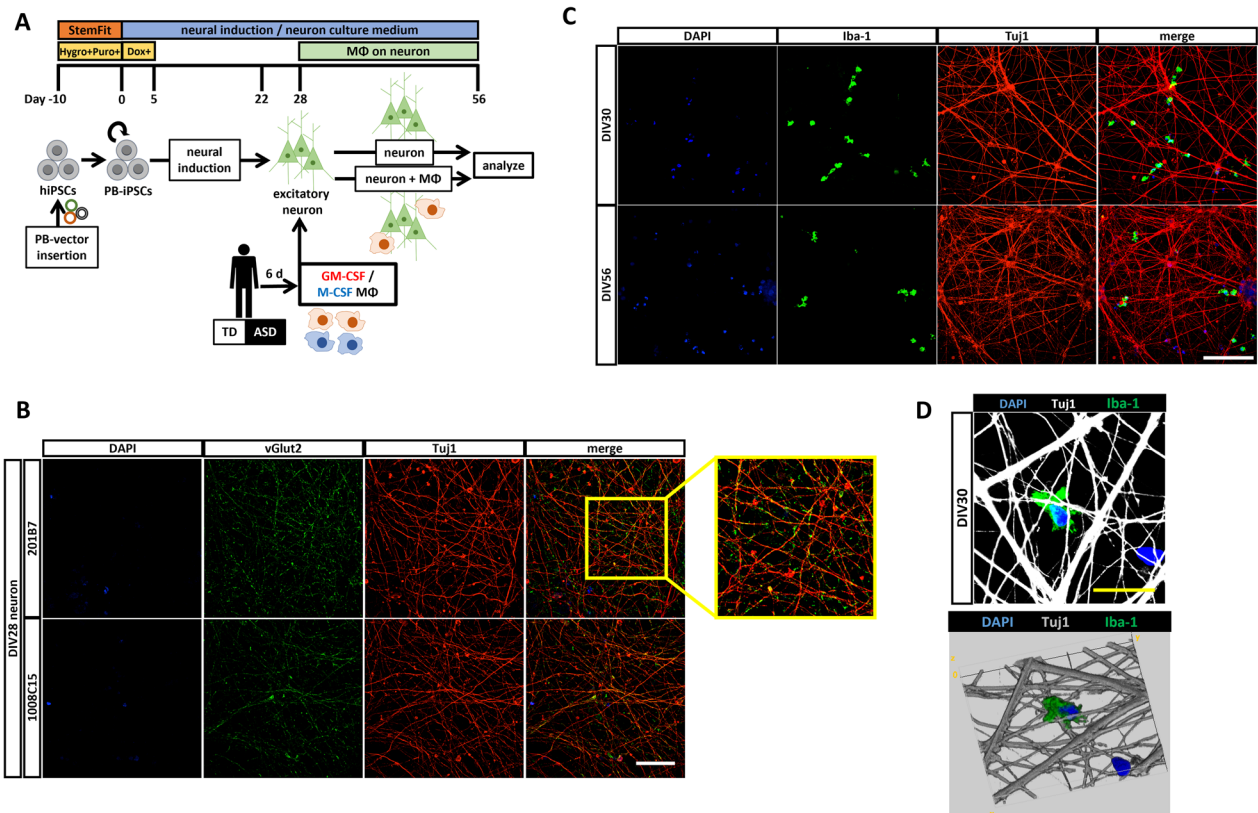 A
StemFit
neural induction / neuron culture medium
Hygro+Puro+
Dox+
MΦ on neuron
Day -10
0
5
22
28
56
hiPSCs
PB-iPSCs
neural
induction
excitatory
neuron
neuron
neuron + MΦ
analyze
PB-vector
insertion
6 d
GM-CSF /
M-CSF MΦ
TD
ASD
B
DAPI
vGlut2
Tuj1
merge
DIV28 neuron
201B7
1008C15
C
DAPI
Iba-1
Tuj1
merge
DIV30
DIV56
D
DAPI
Tuj1
Iba-1
DIV30
DAPI
Tuj1
Iba-1